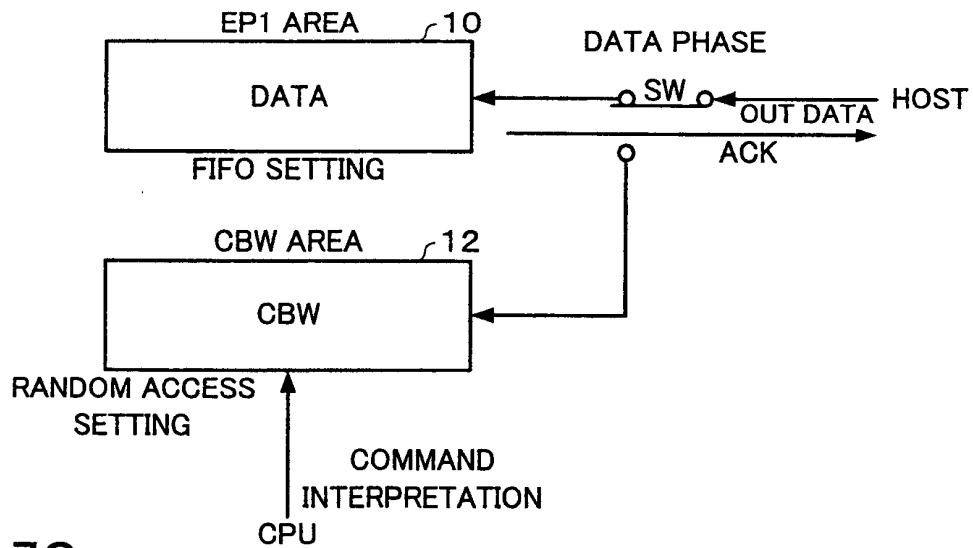 EP1 AREA
10
DATA PHASE
DATA
SW
HOST
OUT DATA
ACK
FIFO SETTING
CBW AREA
12
CBW
RANDOM ACCESS
SETTING
COMMAND
INTERPRETATION
CPU